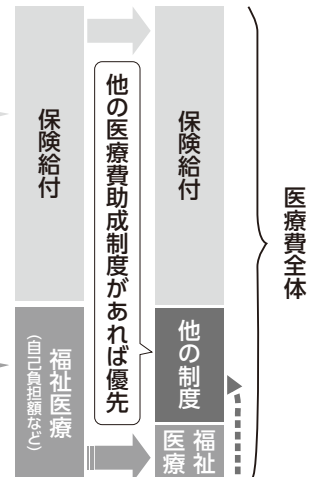 保険給付
福祉医療
（自己負担額など）
他の医療費助成制度があれば優先
保険給付
他の制度
福祉
医療
医療費全体